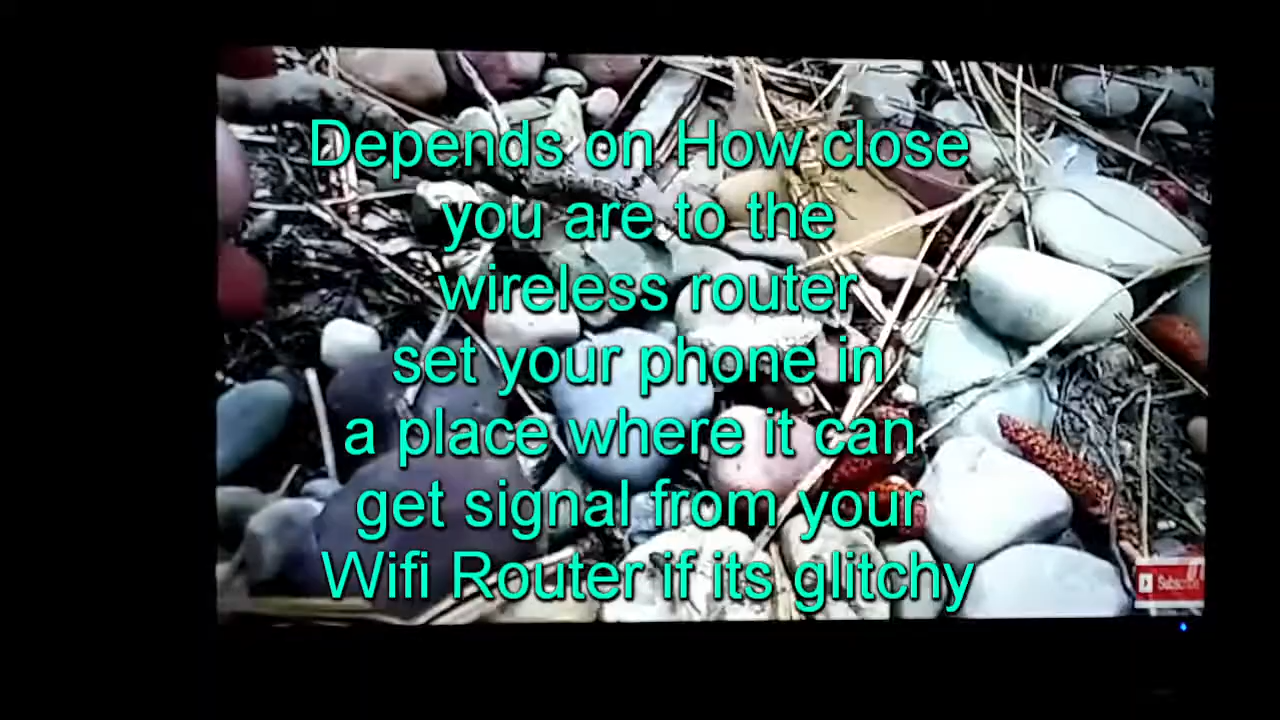 Depends on How close
you are to the
wireless router
set your phone in
a place where it can
get signal from your
Wifi Router if its glitchy
Subscribe